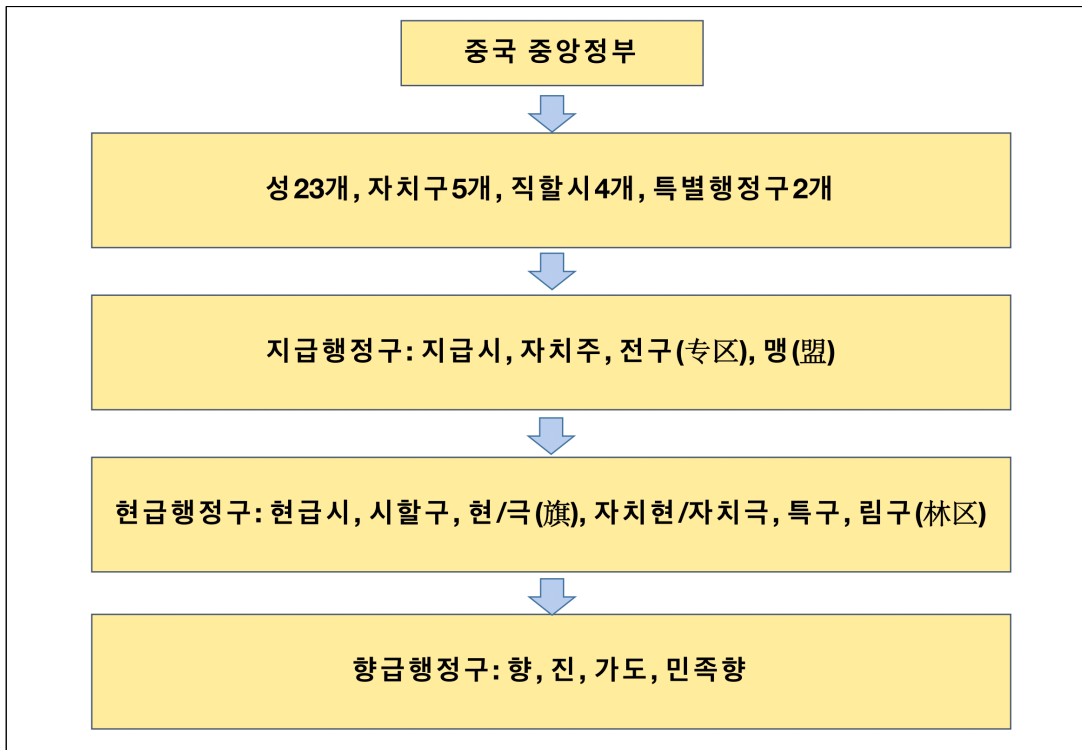 중국 중앙정부
성23개, 자치구5개, 직할시4개, 특별행정구2개
지급행정구: 지급시, 자치주, 전구(专区), 맹(盟)
현급행정구: 현급시, 시할구, 현/극(旗), 자치현/자치극, 특구, 림구(林区)
향급행정구: 향, 진, 가도, 민족향